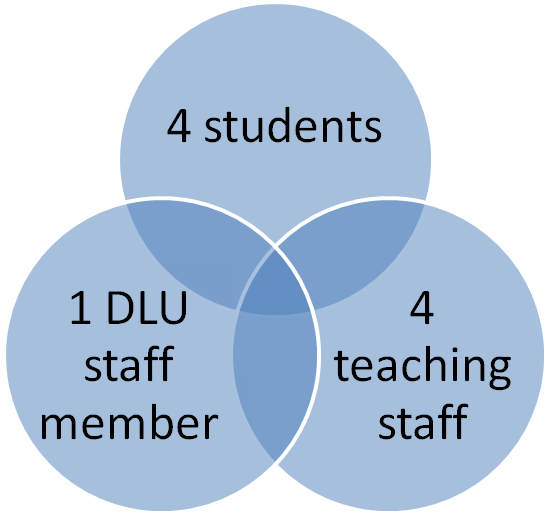 4 students
1 DLU
staff
member
4
teaching
staff